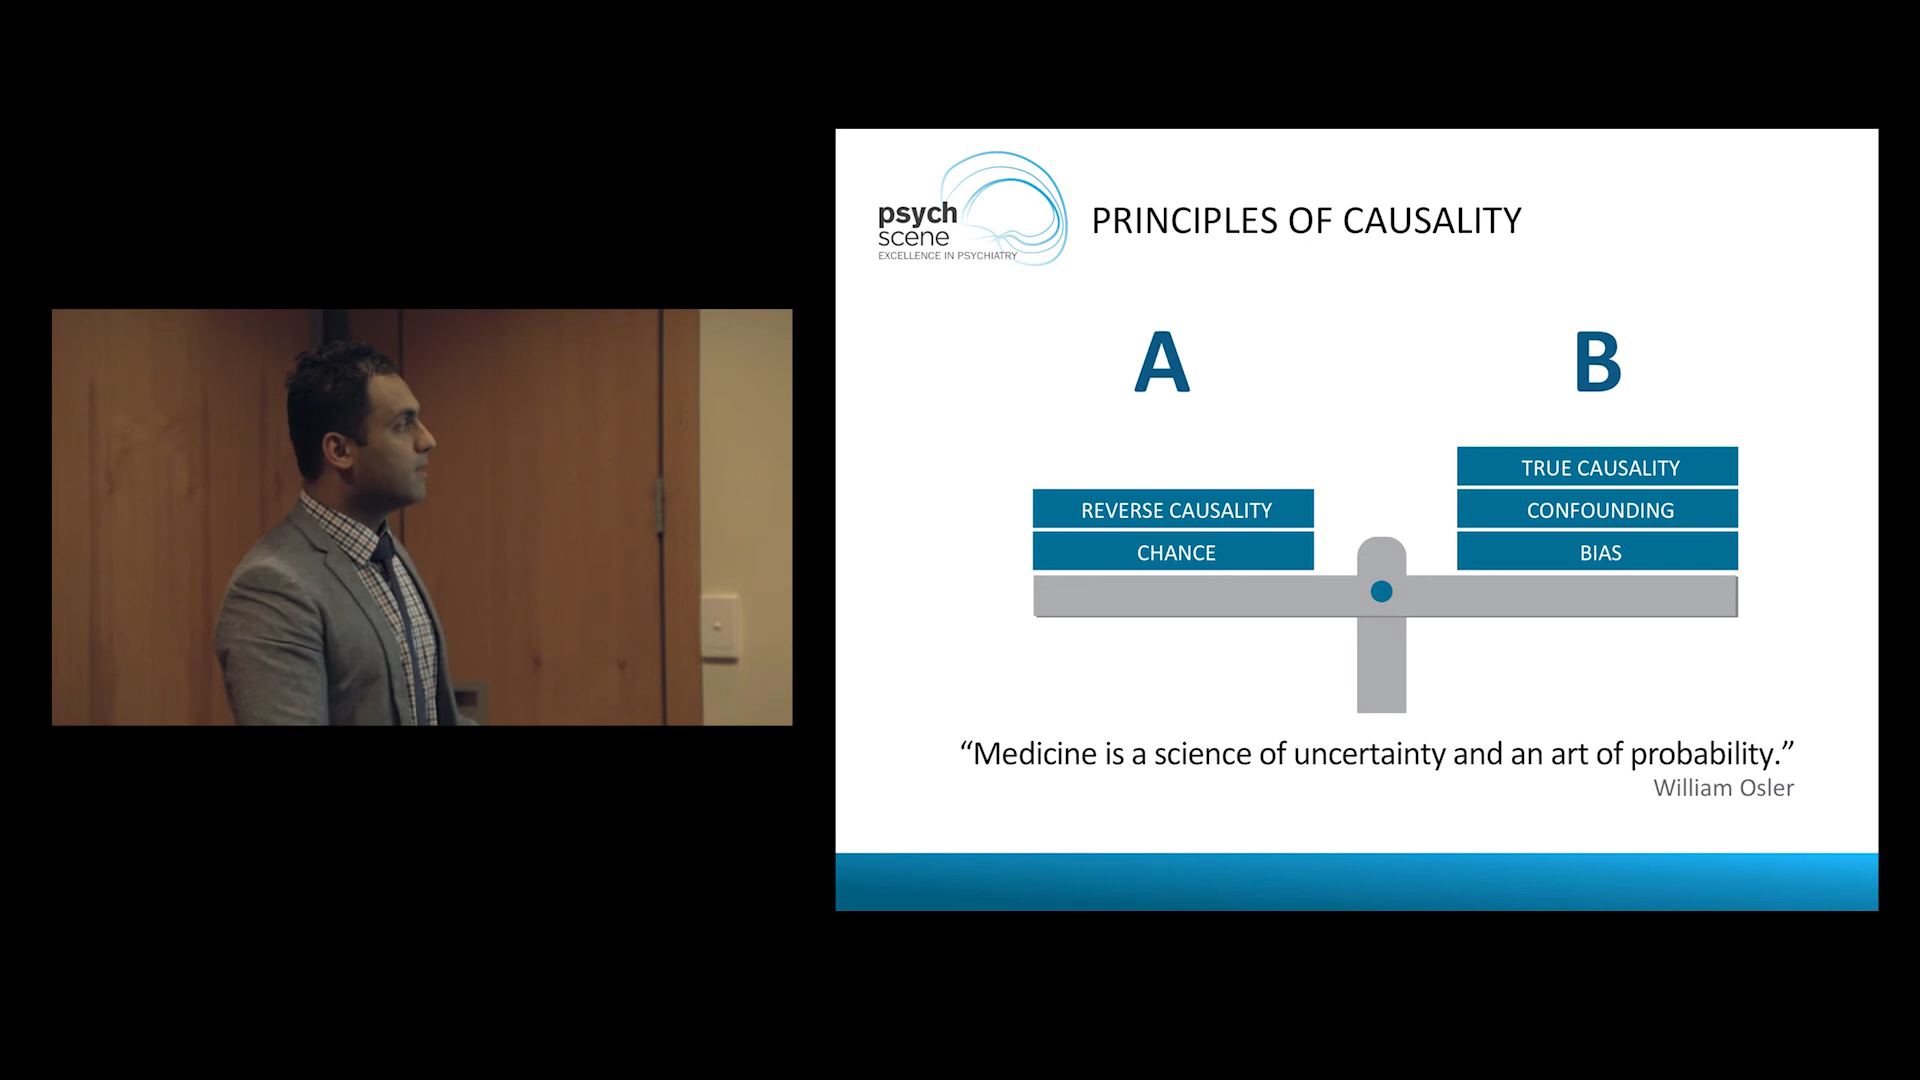 psych
scene
EXCELLENCE IN PSYCHIATRY
PRINCIPLES OF CAUSALITY
A
B
TRUE CAUSALITY
REVERSE CAUSALITY
CONFOUNDING
CHANCE
BIAS
“Medicine is a science of uncertainty and an art of probability.”
William Osler